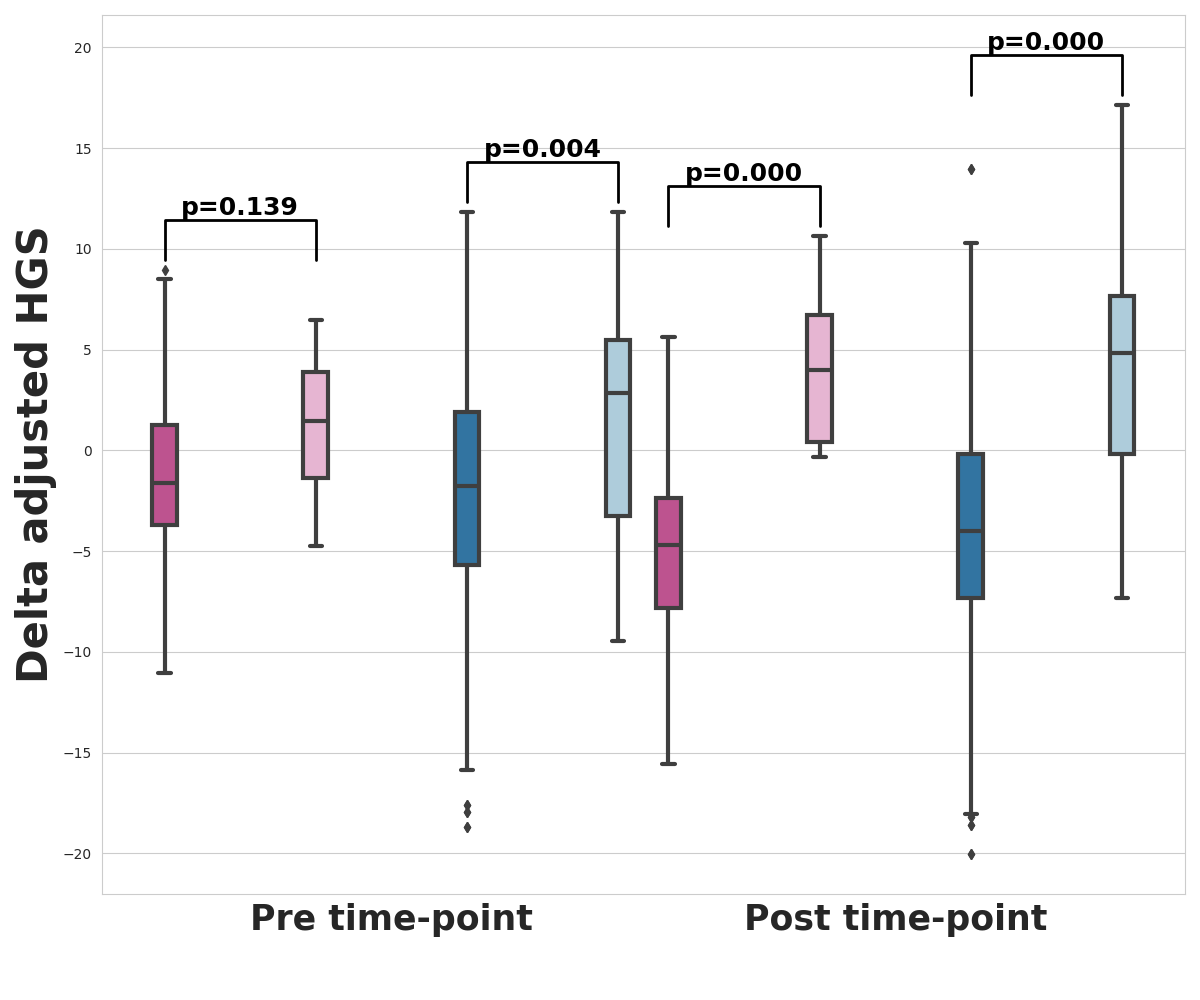 Delta adjusted HGS
20
15
10
5
0
−5
−10
−15
−20
p=0.139
p=0.004
p=0.000
p=0.000
Pre time-point
Post time-point